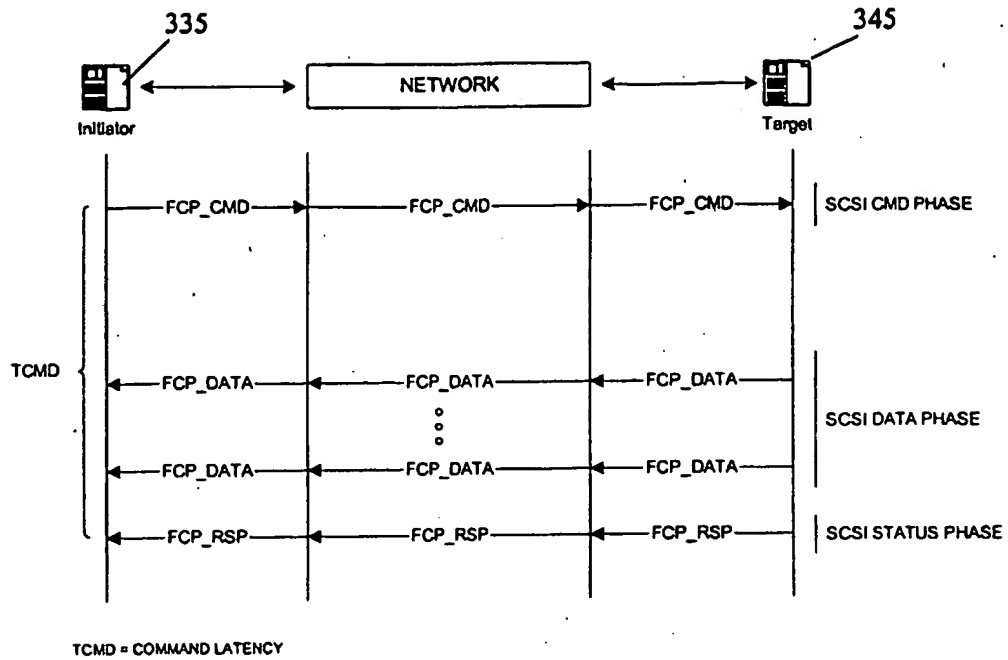 335
345
NETWORK
Initiator
Target
FCP_CMD FCP_CMD FCP_CMD SCSI CMD PHASE
TCMD
FCP_DATA FCP_DATA FCP_DATA
SCSI DATA PHASE
FCP_DATA FCP_DATA FCP_DATA
FCP_RSP FCP_RSP FCP_RSP SCSI STATUS PHASE
TCMD = COMMAND LATENCY